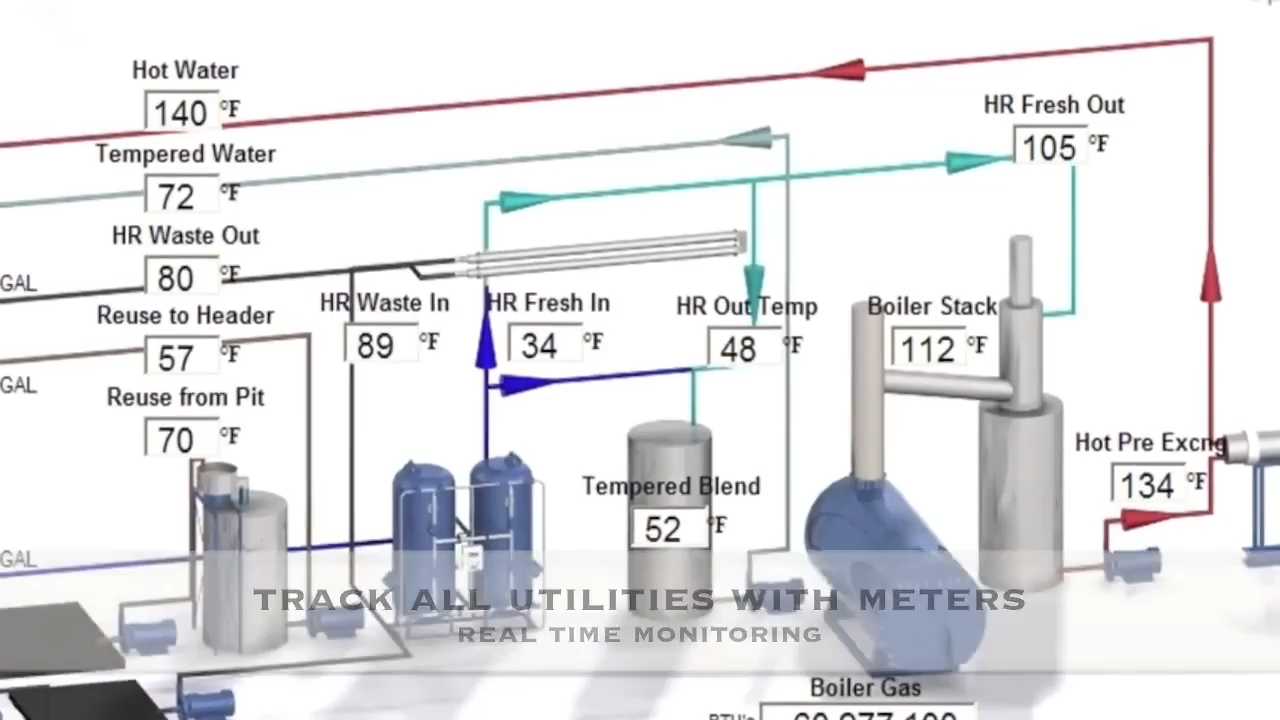 Hot Water
140 °F
HR Fresh Out
105 °F
Tempered Water
72 °F
HR Waste Out
80 °F
GAL
HR Waste In
89 °F
HR Fresh In
34 °F
HR Out Temp
48 °F
Boiler Stack
112 °F
Reuse to Header
57 °F
GAL
Reuse from Pit
70 °F
Hot Pre Excng
134 °F
Tempered Blend
52 °F
GAL
TRACK ALL UTILITIES WITH METERS
REAL TIME MONITORING
Boiler Gas
BTU's